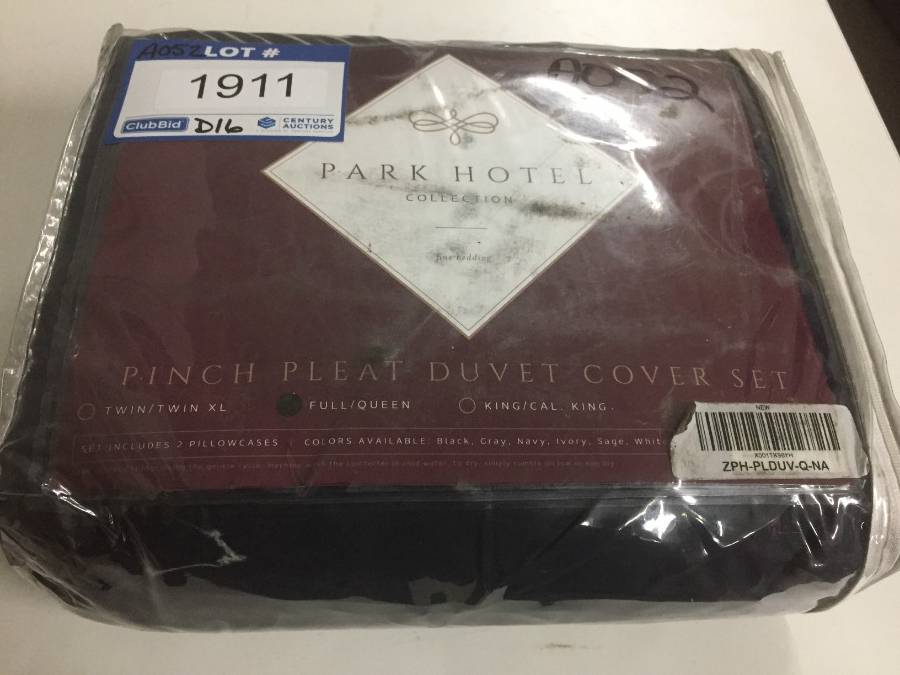 A052 LOT #
1911
ClubBid D16 CENTURY AUCTIONS
A052
PARK HOTEL
COLLECTION
fine bedding
PINCH PLEAT DUVET COVER SET
TWIN/TWIN XL FULL/QUEEN KING/CAL. KING.
SET INCLUDES 2 PILLOWCASES | COLORS AVAILABLE: Black, Gray, Navy, Ivory, Sage, White
NEW
ZPH-PLDUV-Q-NA